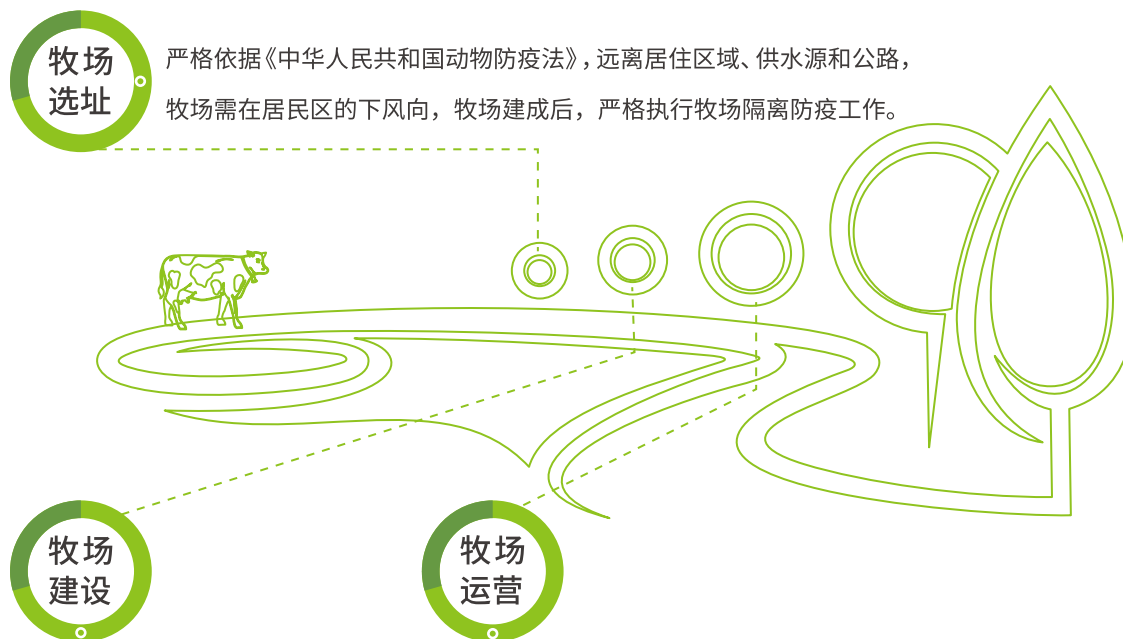 牧场
选址
严格依据《中华人民共和国动物防疫法》，远离居住区域、供水源和公路，
牧场需在居民区的下风向，牧场建成后，严格执行牧场隔离防疫工作。
牧场
建设
牧场
运营